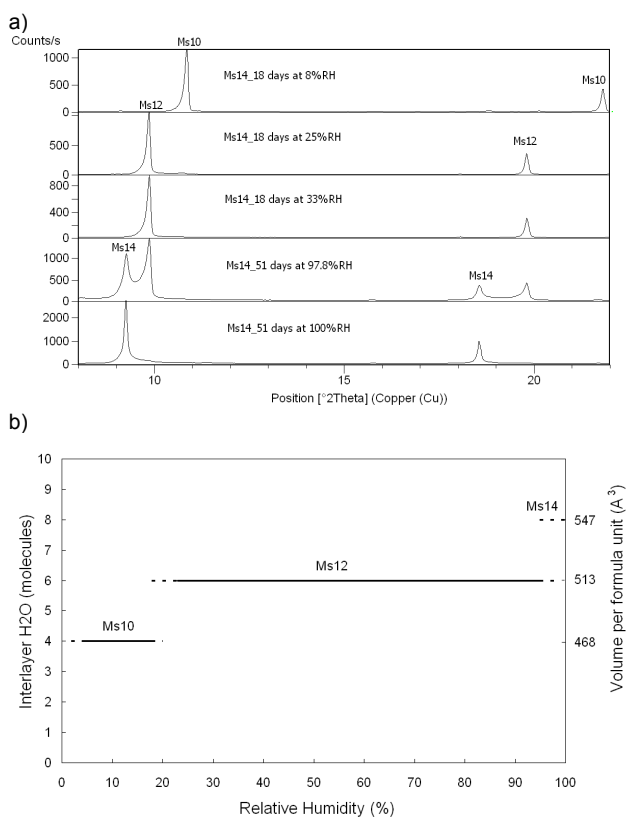 a)
Counts/s
Ms10
1000
500
0
Ms14_18 days at 8%RH
Ms10
Ms12
500
0
Ms14_18 days at 25%RH
Ms12
800
400
0
Ms14_18 days at 33%RH
Ms14
1000
500
0
Ms14_51 days at 97.8%RH
Ms14
2000
1000
0
Ms14_51 days at 100%RH
10 15 20
Position [°2Theta] (Copper (Cu))
b)
Interlayer H2O (molecules)
10
9
8
7
6
5
4
3
2
1
0
Ms10
Ms12
Ms14
547
513
468
Volume per formula unit (A³)
0 10 20 30 40 50 60 70 80 90 100
Relative Humidity (%)